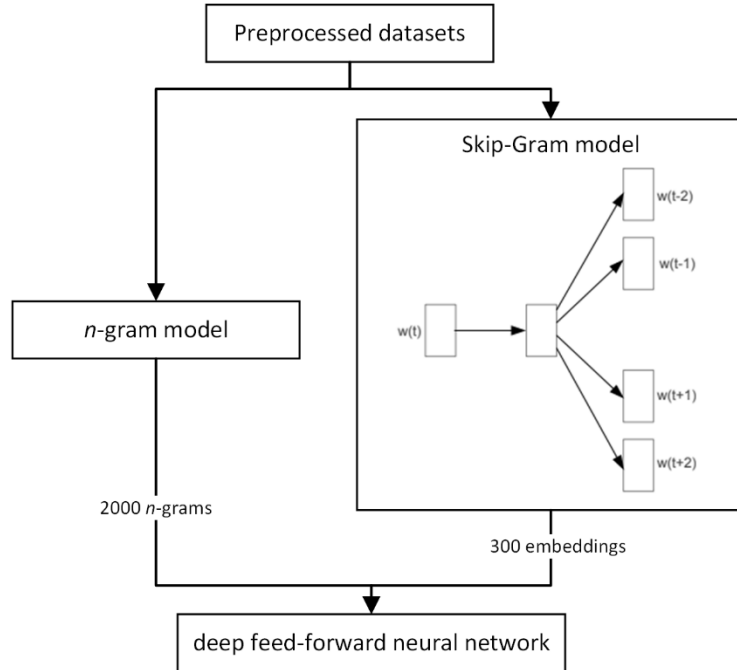 Preprocessed datasets
Skip-Gram model
w(t-2)
w(t-1)
n-gram model
w(t)
w(t+1)
w(t+2)
2000 n-grams
300 embeddings
deep feed-forward neural network